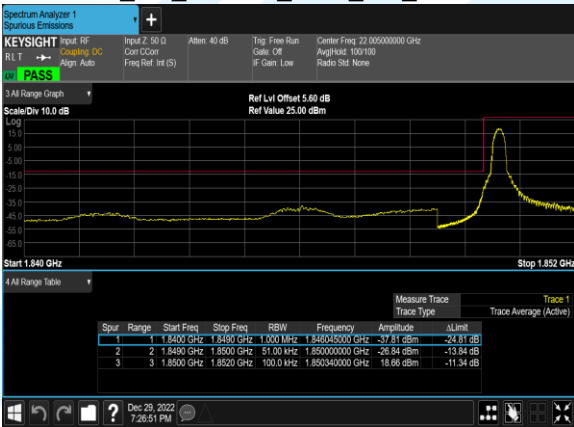 Spectrum Analyzer 1
Spurious Emissions
+
KEYSIGHT
RLT
LXI PASS
Input: RF
Coupling: DC
Align: Auto
Input Z: 50 Ω
Corr CCorr
Freq Ref: Int (S)
Atten: 40 dB
Trig: Free Run
Gate: Off
IF Gain: Low
Center Freq: 22.005000000 GHz
Avg|Hold: 100/100
Radio Std: None
3 All Range Graph
Scale/Div 10.0 dB
Ref Lvl Offset 5.60 dB
Ref Value 25.00 dBm
Log
15.0
5.00
-5.00
-15.0
-25.0
-35.0
-45.0
-55.0
-65.0
Start 1.840 GHz
Stop 1.852 GHz
4 All Range Table
Measure Trace Trace 1
Trace Type Trace Average (Active)
Spur Range Start Freq Stop Freq RBW Frequency Amplitude ΔLimit
1 1 1.8400 GHz 1.8490 GHz 1.000 MHz 1.846045000 GHz -37.81 dBm -24.81 dB
2 2 1.8490 GHz 1.8500 GHz 51.00 kHz 1.850000000 GHz -26.84 dBm -13.84 dB
3 3 1.8500 GHz 1.8520 GHz 100.0 kHz 1.850340000 GHz 18.66 dBm -11.34 dB
?
Dec 29, 2022
7:26:51 PM